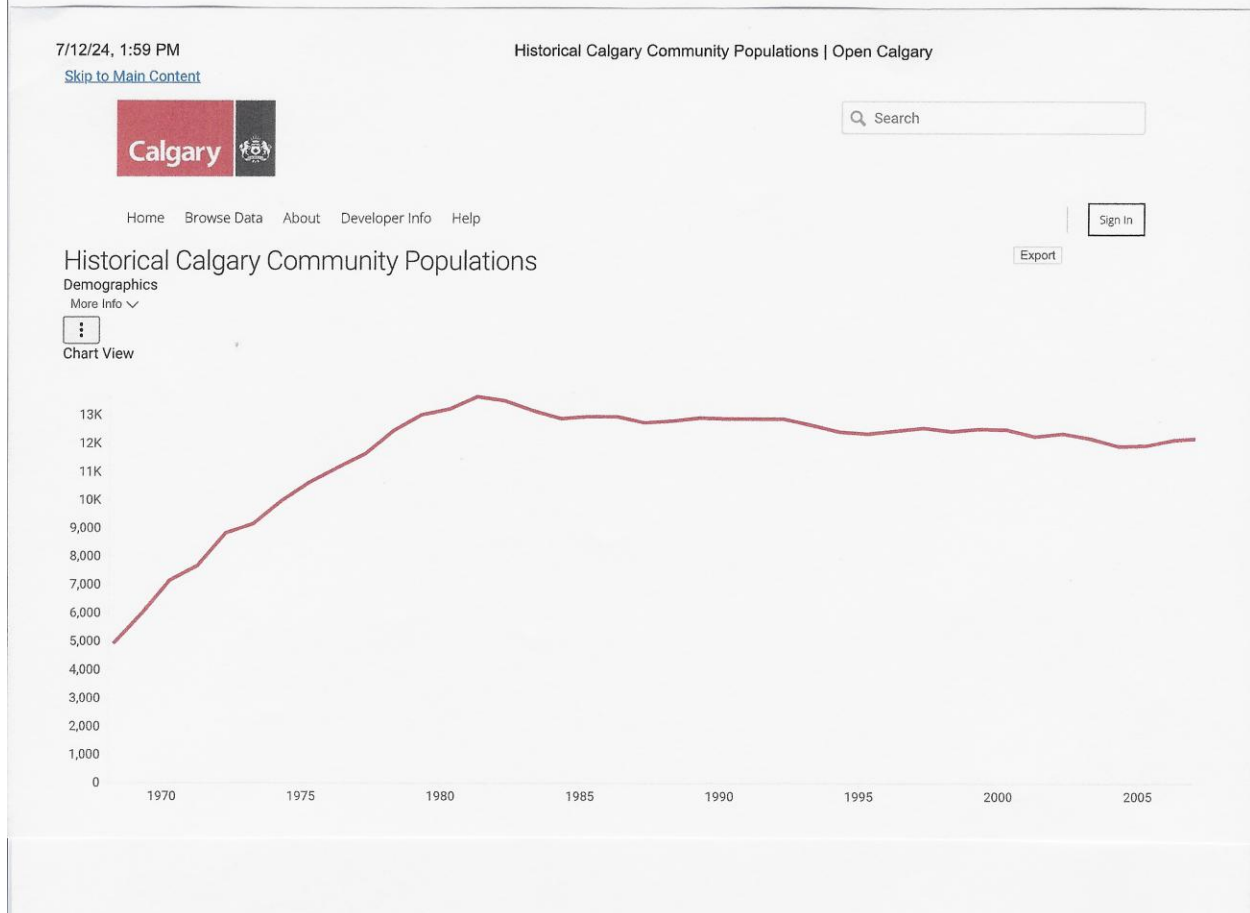 7/12/24, 1:59 PM Historical Calgary Community Populations | Open Calgary
Skip to Main Content
Calgary
Search
Home Browse Data About Developer Info Help
Sign In
Historical Calgary Community Populations
Export
Demographics
More Info
Chart View
13K
12K
11K
10K
9,000
8,000
7,000
6,000
5,000
4,000
3,000
2,000
1,000
0
1970 1975 1980 1985 1990 1995 2000 2005